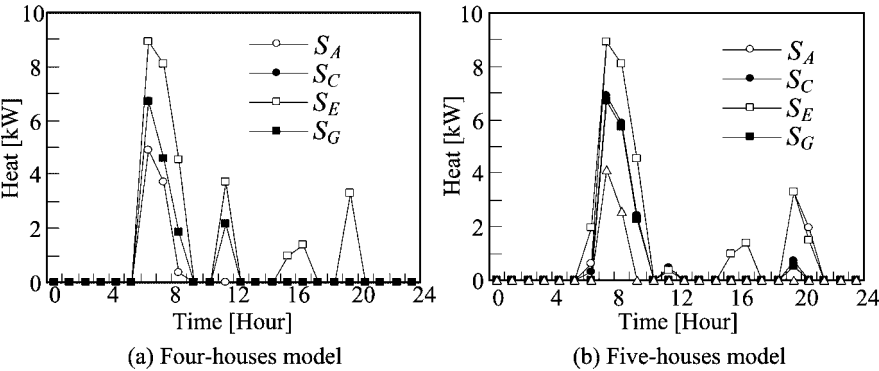 10
8
6
4
2
0
Heat [kW]
S_A
S_C
S_E
S_G
0 4 8 12 16 20 24
Time [Hour]
(a) Four-houses model
10
8
6
4
2
0
Heat [kW]
S_A
S_C
S_E
S_G
0 4 8 12 16 20 24
Time [Hour]
(b) Five-houses model